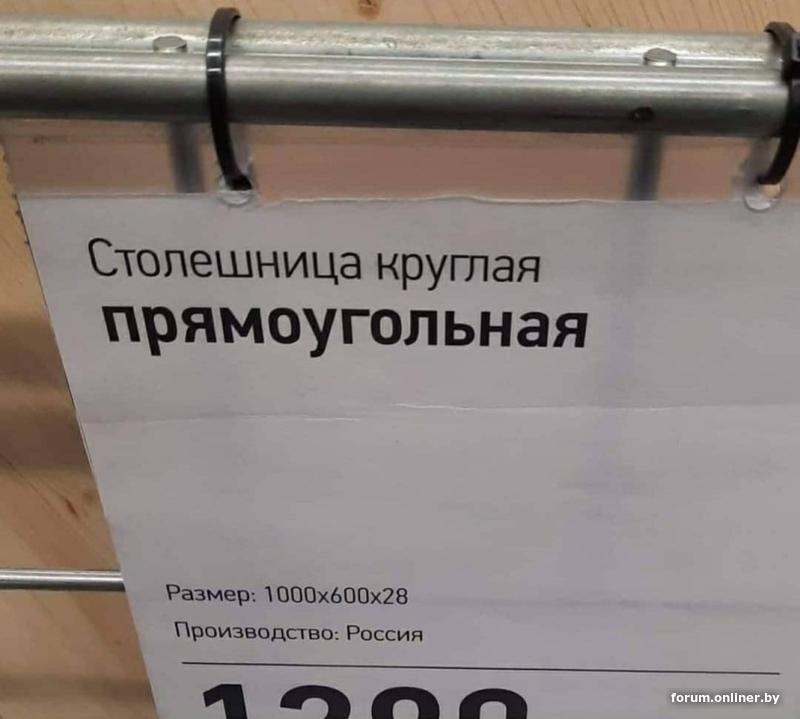 Столешница круглая
прямоугольная
Размер: 1000x600x28
Производство: Россия
forum.onliner.by